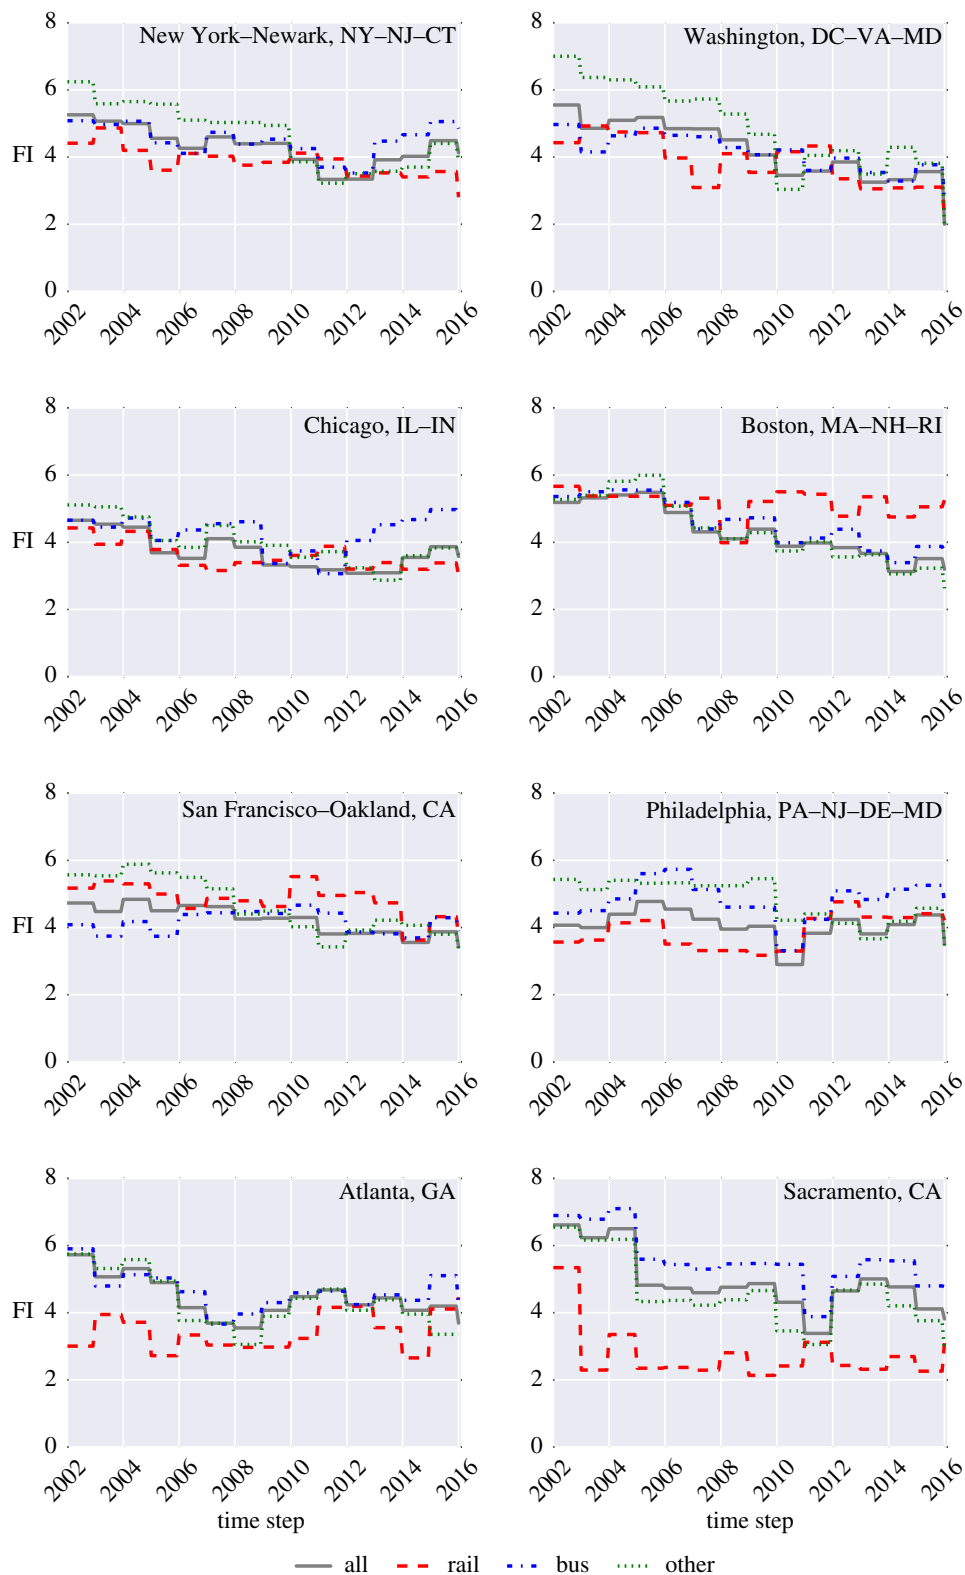 New York–Newark, NY–NJ–CT
8
6
FI 4
2
0
2002 2004 2006 2008 2010 2012 2014 2016
Washington, DC–VA–MD
8
6
4
2
0
2002 2004 2006 2008 2010 2012 2014 2016
Chicago, IL–IN
8
6
FI 4
2
0
2002 2004 2006 2008 2010 2012 2014 2016
Boston, MA–NH–RI
8
6
4
2
0
2002 2004 2006 2008 2010 2012 2014 2016
San Francisco–Oakland, CA
8
6
FI 4
2
0
2002 2004 2006 2008 2010 2012 2014 2016
Philadelphia, PA–NJ–DE–MD
8
6
4
2
0
2002 2004 2006 2008 2010 2012 2014 2016
Atlanta, GA
8
6
FI 4
2
0
2002 2004 2006 2008 2010 2012 2014 2016
time step
Sacramento, CA
8
6
4
2
0
2002 2004 2006 2008 2010 2012 2014 2016
time step
all rail bus other